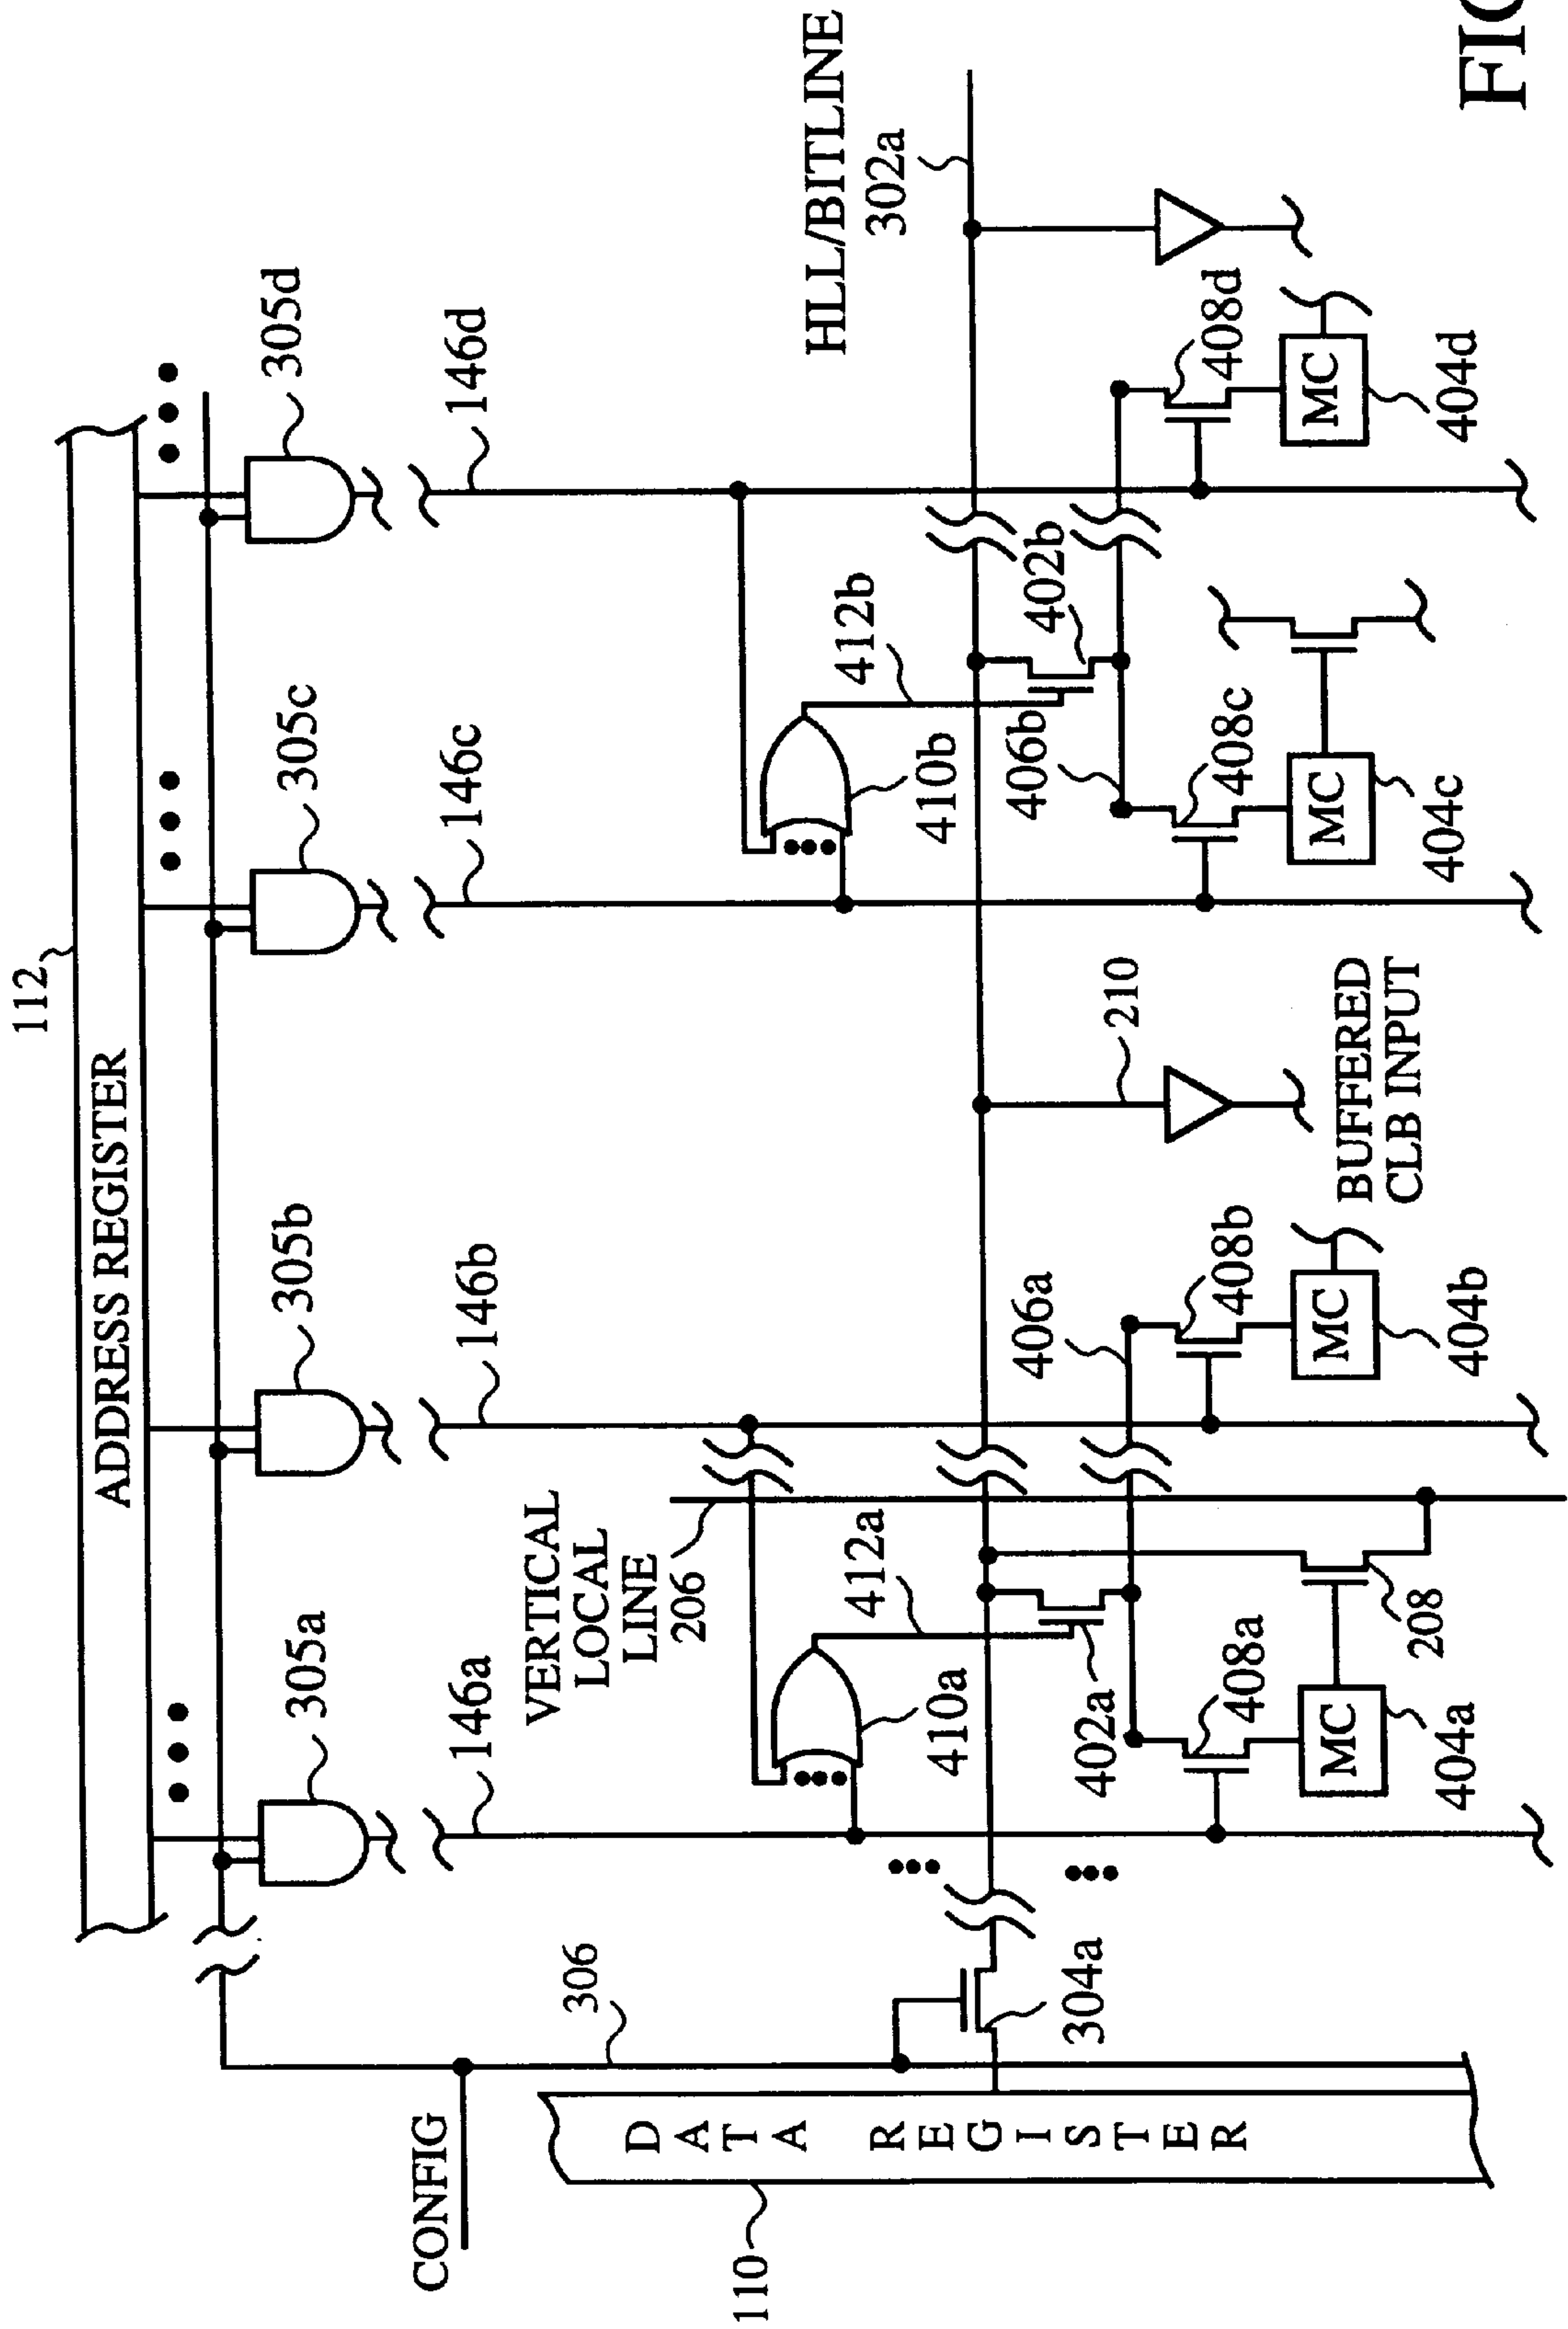 112
ADDRESS REGISTER
305a
305b
305c
305d
146a
146b
146c
146d
CONFIG
306
VERTICAL
LOCAL
LINE
206
HLL/BITLINE
302a
110
DATA REGISTER
304a
410a
412a
402a
406a
408a
MC
404a
208
408b
MC
404b
210
BUFFERED
CLB INPUT
410b
412b
402b
406b
408c
MC
404c
408d
MC
404d